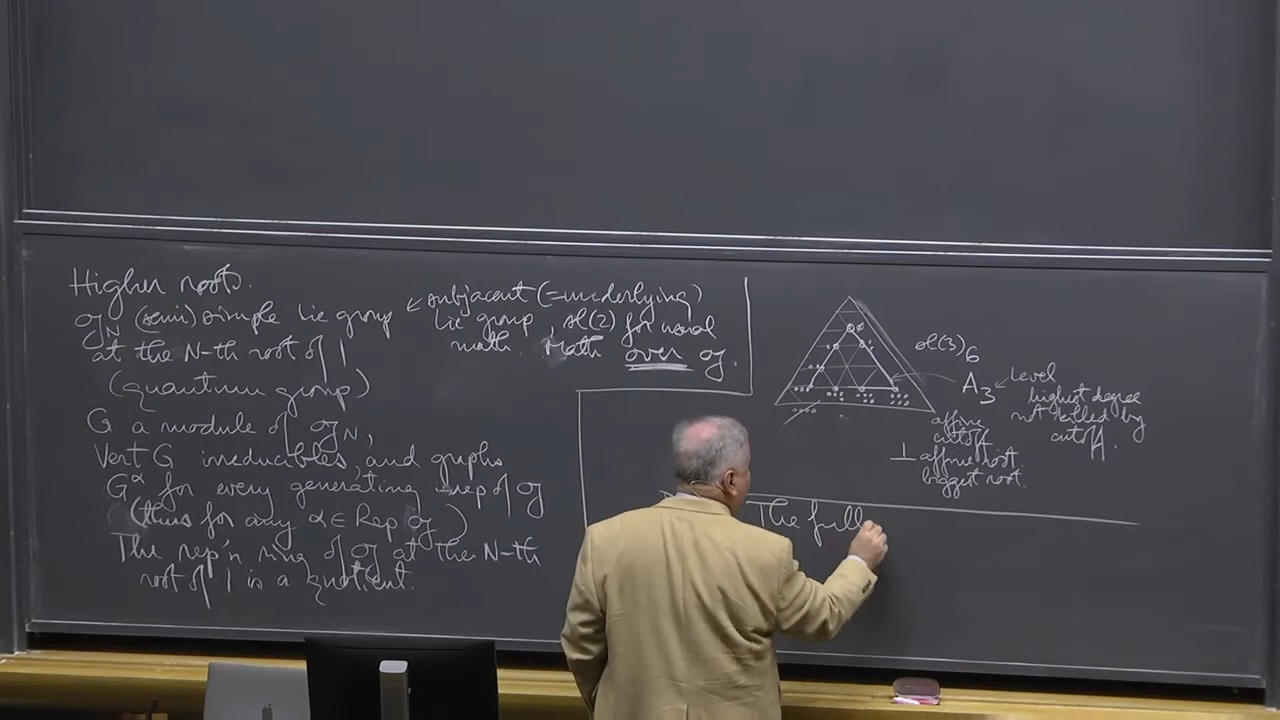 Higher roots.
g_N (semi) simple Lie group
at the N-th root of 1
(quantum group)
G a module of g_N,
Vert G irreducibles, and graphs
G^α for every generating irrep of g
(thus for any α ∈ Rep g)
The rep'n ring of g at the N-th
root of 1 is a quotient.
← subjacent (=underlying)
Lie group, sl(2) for usual
math. Math over g.
sl(3)_6
A_3 ← Level
highest degree
not killed by
cutoff.
affine
cutoff
⊥ affine root
biggest root.
The full